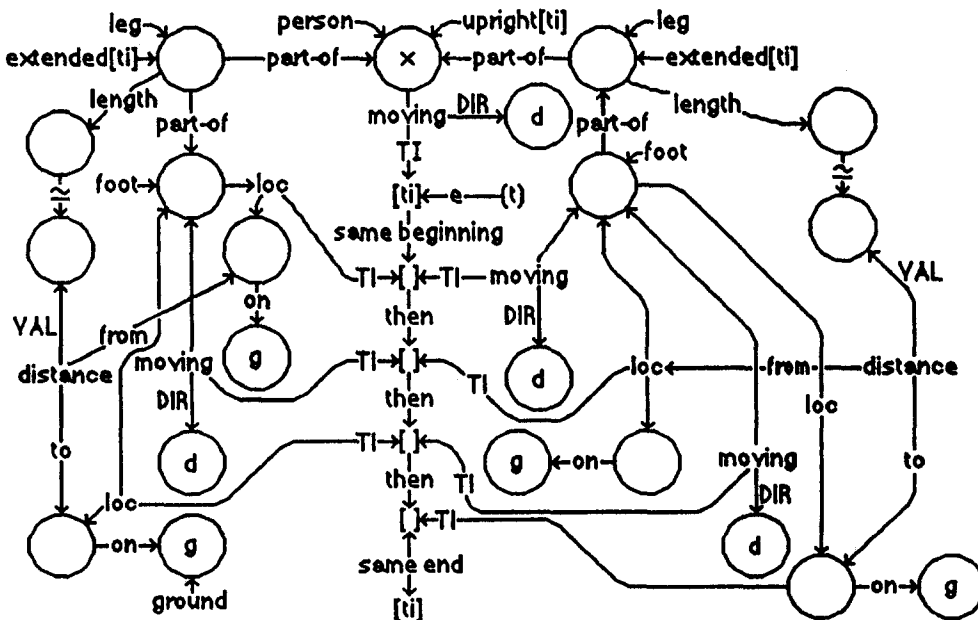 leg person upright[ti] leg
extended[ti] part-of x part-of extended[ti]
length moving DIR d length
part-of TI part-of
foot loc [ti] e (t) foot
≈ ≈
same beginning
TI [ ] TI moving
VAL from on then DIR VAL
g
distance moving TI [ ] TI d loc from distance
DIR then loc
d TI [ ] g on
to then TI moving to
loc [ ] TI DIR
on g d
same end
ground [ti] on g